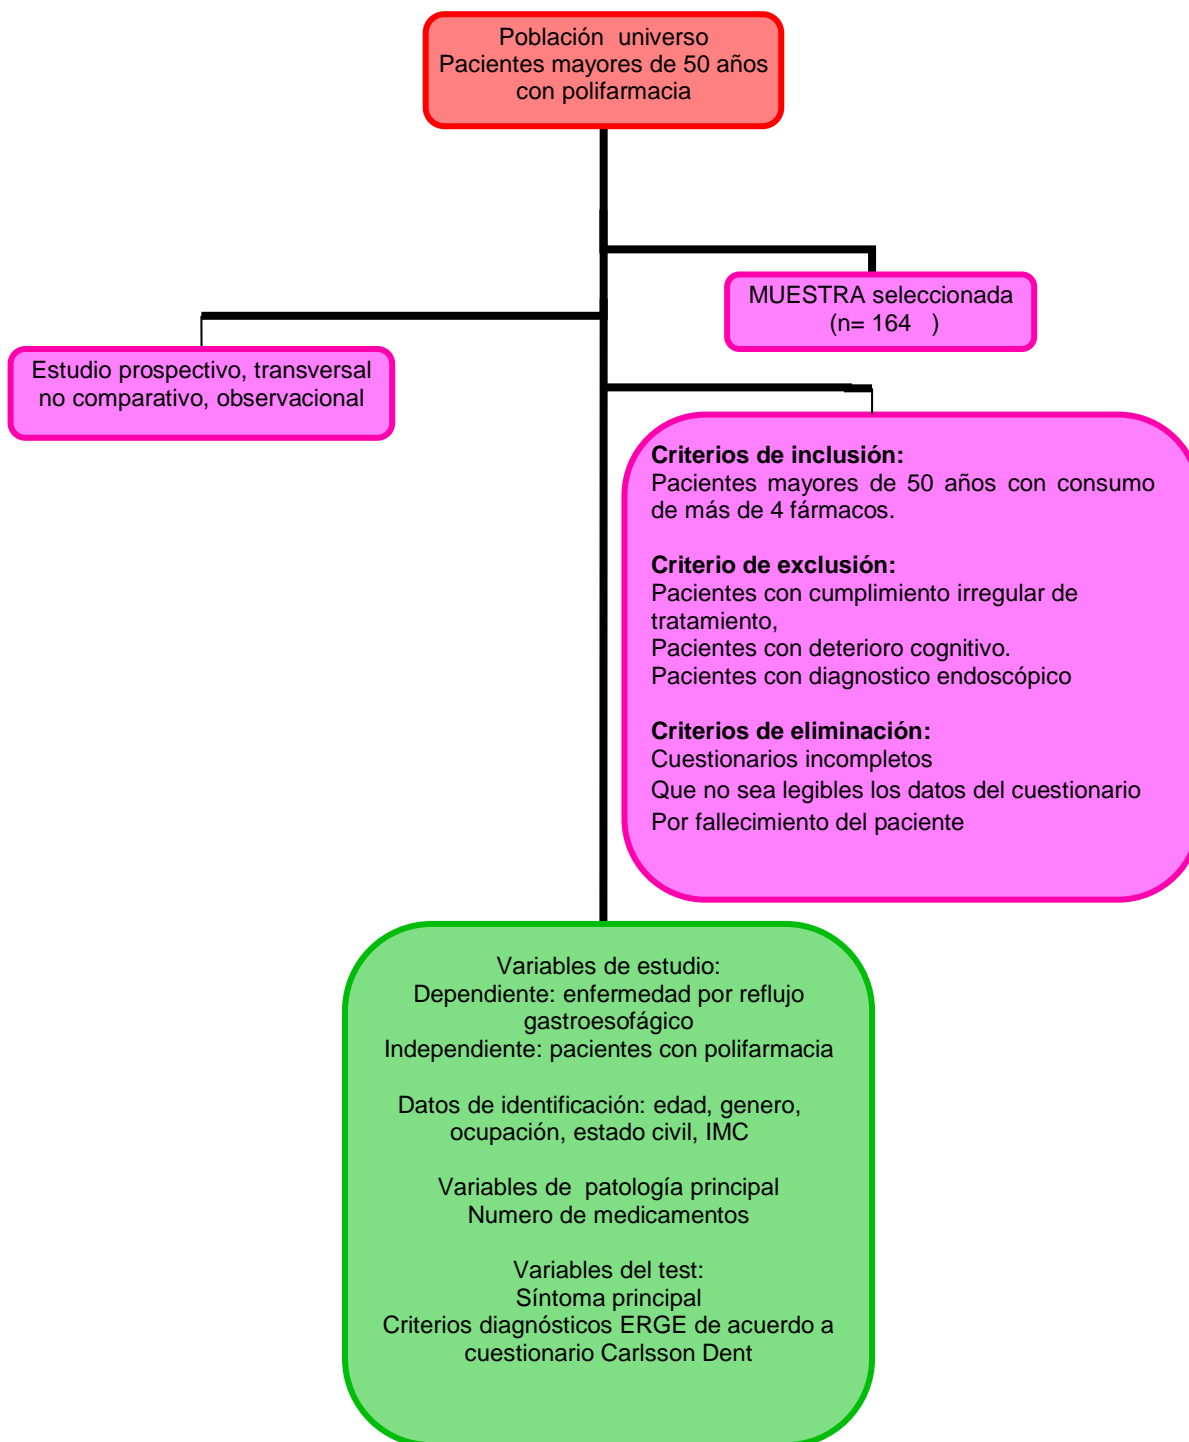 Población  universo
Pacientes mayores de 50 años
con polifarmacia
MUESTRA seleccionada
(n= 164   )
Estudio prospectivo, transversal
no comparativo, observacional
Criterios de inclusión:
Pacientes mayores de 50 años con consumo
de más de 4 fármacos.
Criterio de exclusión:
Pacientes con cumplimiento irregular de
tratamiento,
Pacientes con deterioro cognitivo.
Pacientes con diagnostico endoscópico
Criterios de eliminación:
Cuestionarios incompletos
Que no sea legibles los datos del cuestionario
Por fallecimiento del paciente
Variables de estudio:
Dependiente: enfermedad por reflujo
gastroesofágico
Independiente: pacientes con polifarmacia
Datos de identificación: edad, genero,
ocupación, estado civil, IMC
Variables de  patología principal
Numero de medicamentos
Variables del test:
Síntoma principal
Criterios diagnósticos ERGE de acuerdo a
cuestionario Carlsson Dent